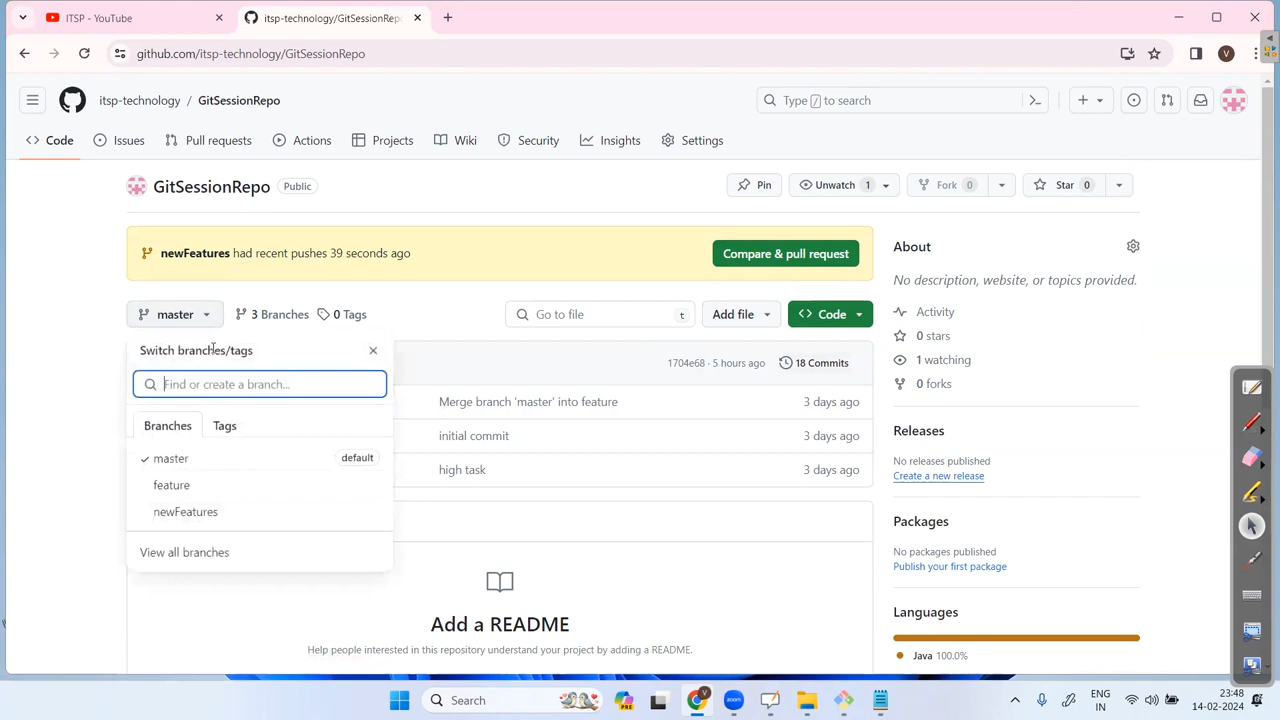 ITSP - YouTube
itsp-technology/GitSessionRepo
github.com/itsp-technology/GitSessionRepo
V
itsp-technology / GitSessionRepo
Type / to search
Code
Issues
Pull requests
Actions
Projects
Wiki
Security
Insights
Settings
GitSessionRepo
Public
Pin
Unwatch 1
Fork 0
Star 0
newFeatures had recent pushes 39 seconds ago
Compare & pull request
master
3 Branches
0 Tags
Go to file
t
Add file
Code
Switch branches/tags
Find or create a branch...
Branches
Tags
master
default
feature
newFeatures
View all branches
1704e68 · 5 hours ago
18 Commits
Merge branch 'master' into feature
3 days ago
initial commit
3 days ago
high task
3 days ago
Add a README
Help people interested in this repository understand your project by adding a README.
About
No description, website, or topics provided.
Activity
0 stars
1 watching
0 forks
Releases
No releases published
Create a new release
Packages
No packages published
Publish your first package
Languages
Java 100.0%
Search
PRE
V
ENG
IN
23:48
14-02-2024